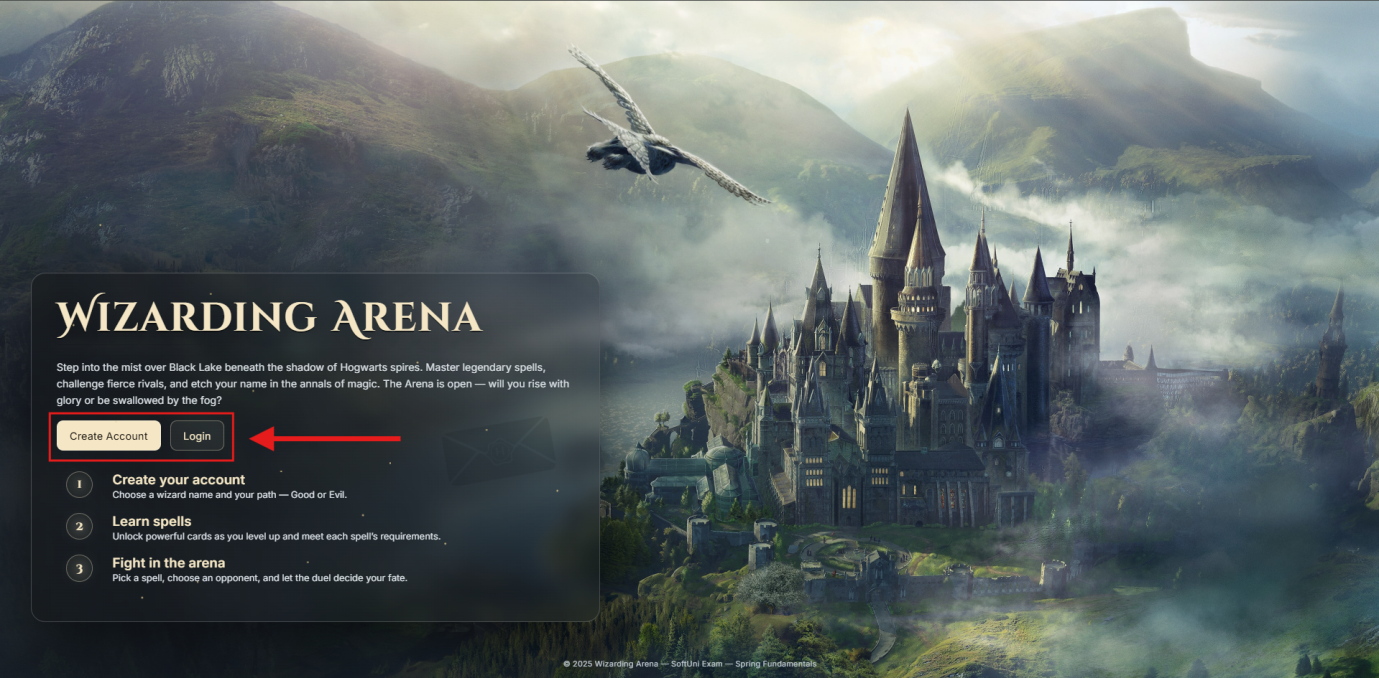 Wizarding Arena
Step into the mist over Black Lake beneath the shadow of Hogwarts spires. Master legendary spells,
challenge fierce rivals, and etch your name in the annals of magic. The Arena is open — will you rise with
glory or be swallowed by the fog?
Create Account Login
1 Create your account
Choose a wizard name and your path — Good or Evil.
2 Learn spells
Unlock powerful cards as you level up and meet each spell's requirements.
3 Fight in the arena
Pick a spell, choose an opponent, and let the duel decide your fate.
© 2025 Wizarding Arena — SoftUni Exam — Spring Fundamentals